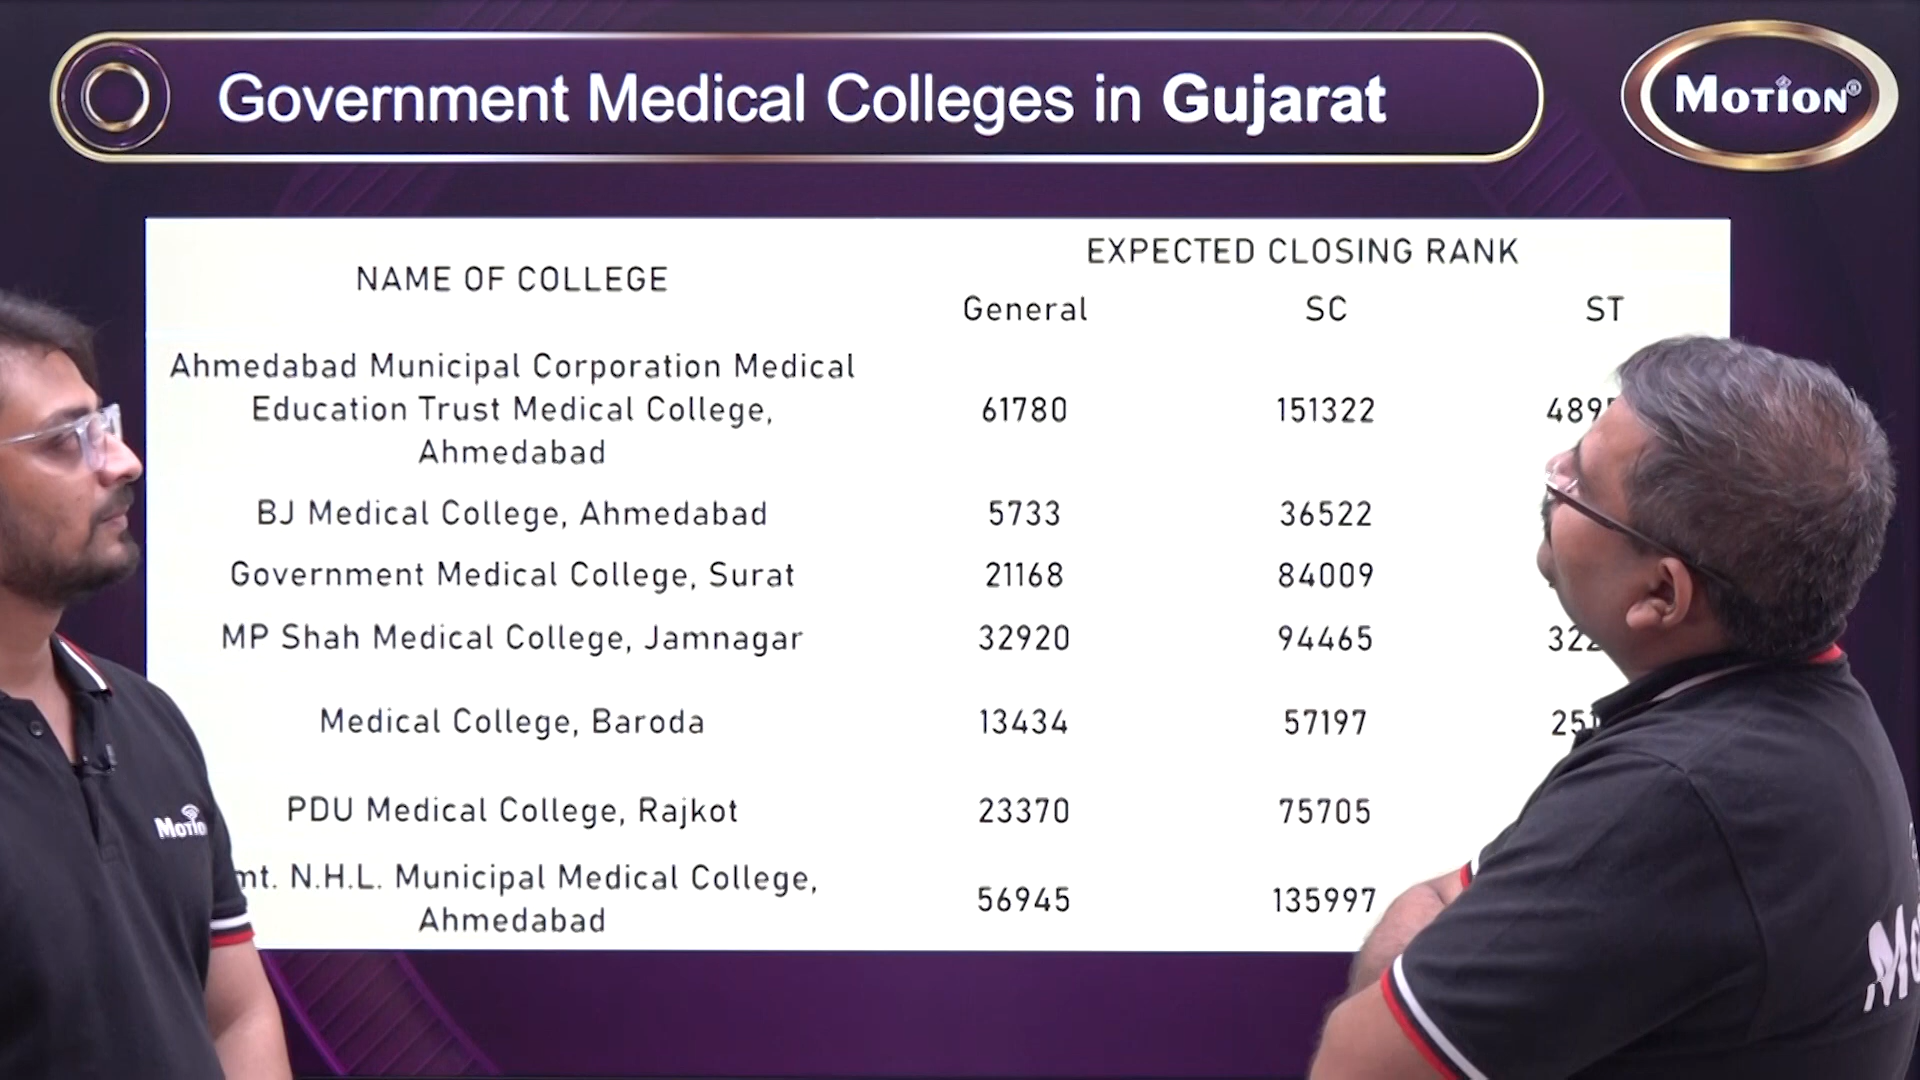 Government Medical Colleges in Gujarat
MOTION®
NAME OF COLLEGE
EXPECTED CLOSING RANK
General SC ST
Ahmedabad Municipal Corporation Medical
Education Trust Medical College,
Ahmedabad
61780 151322
BJ Medical College, Ahmedabad 5733 36522
Government Medical College, Surat 21168 84009
MP Shah Medical College, Jamnagar 32920 94465
Medical College, Baroda 13434 57197
PDU Medical College, Rajkot 23370 75705
N.H.L. Municipal Medical College,
Ahmedabad
56945 135997